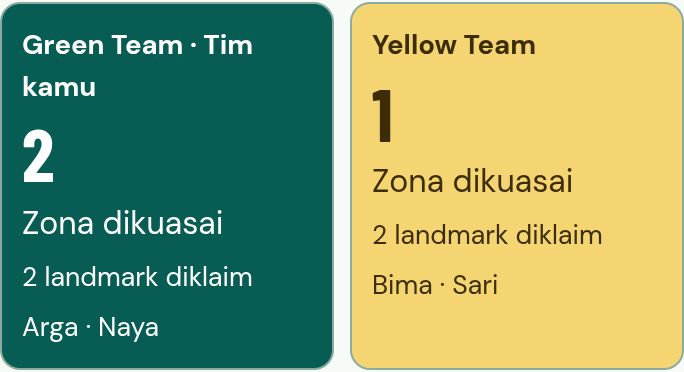 Green Team · Tim
kamu
2
Zona dikuasai
2 landmark diklaim
Arga · Naya
Yellow Team
1
Zona dikuasai
2 landmark diklaim
Bima · Sari